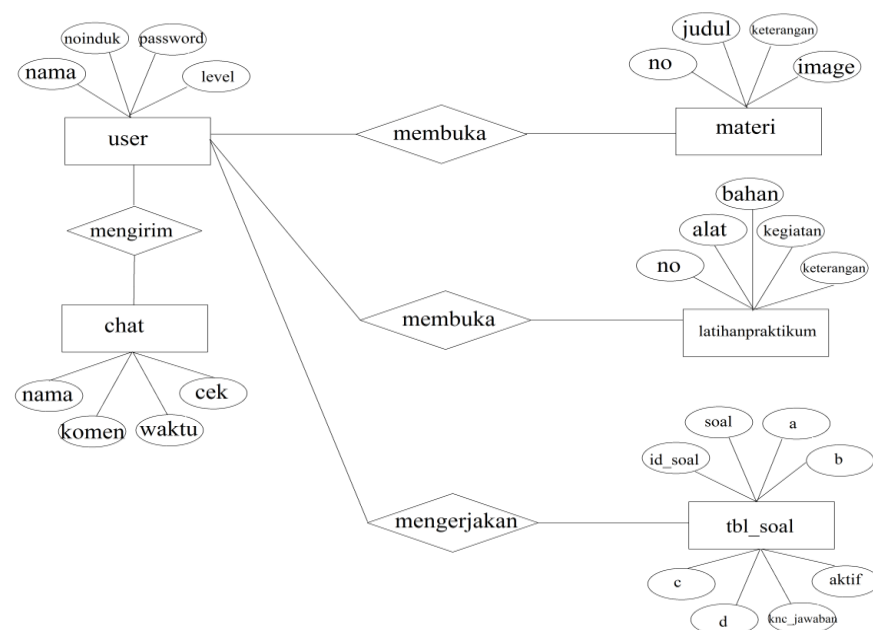 noinduk
password
nama
level
user
membuka
judul
keterangan
no
image
materi
mengirim
bahan
alat
kegiatan
no
keterangan
membuka
latihanpraktikum
chat
nama
cek
komen
waktu
soal
a
id_soal
b
mengerjakan
tbl_soal
c
aktif
d
knc_jawaban